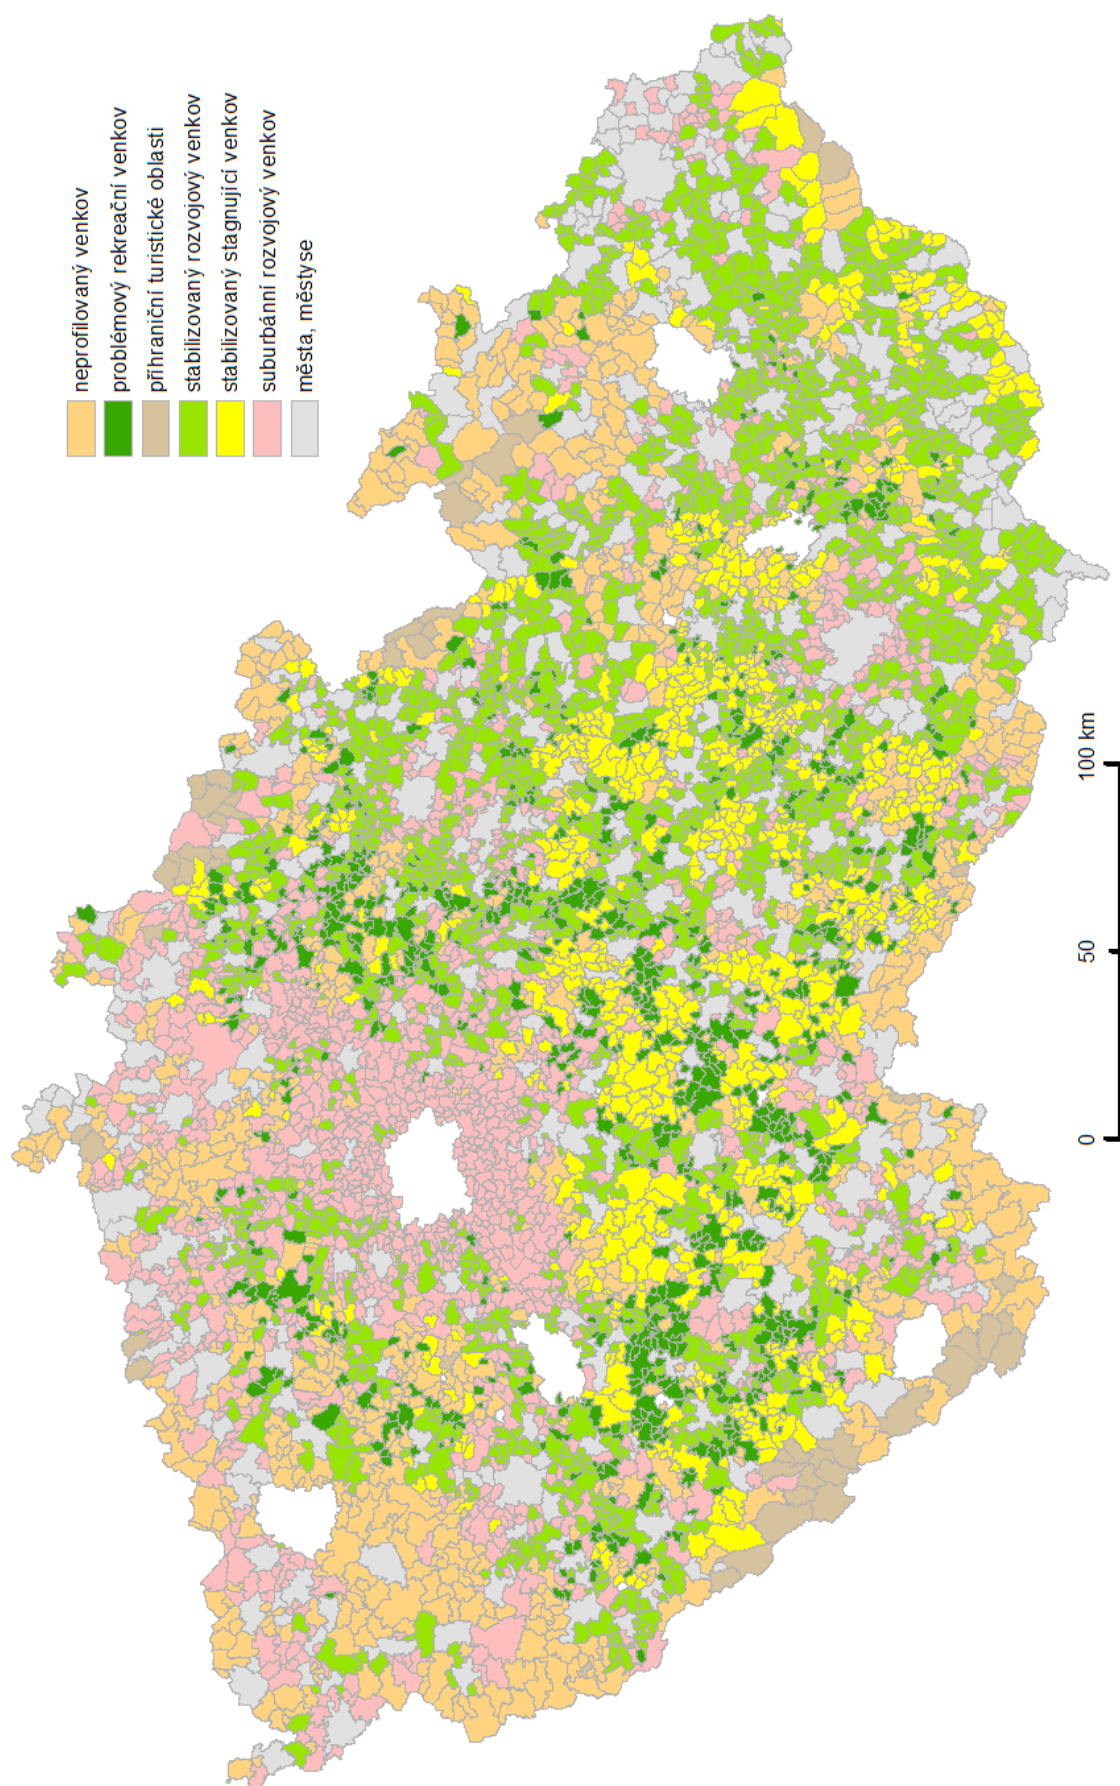 neprofilovaný venkov
problémový rekreační venkov
příhraniční turistické oblasti
stabilizovaný rozvojový venkov
stabilizovaný stagnující venkov
suburbánní rozvojový venkov
města, městyse
0 50 100 km